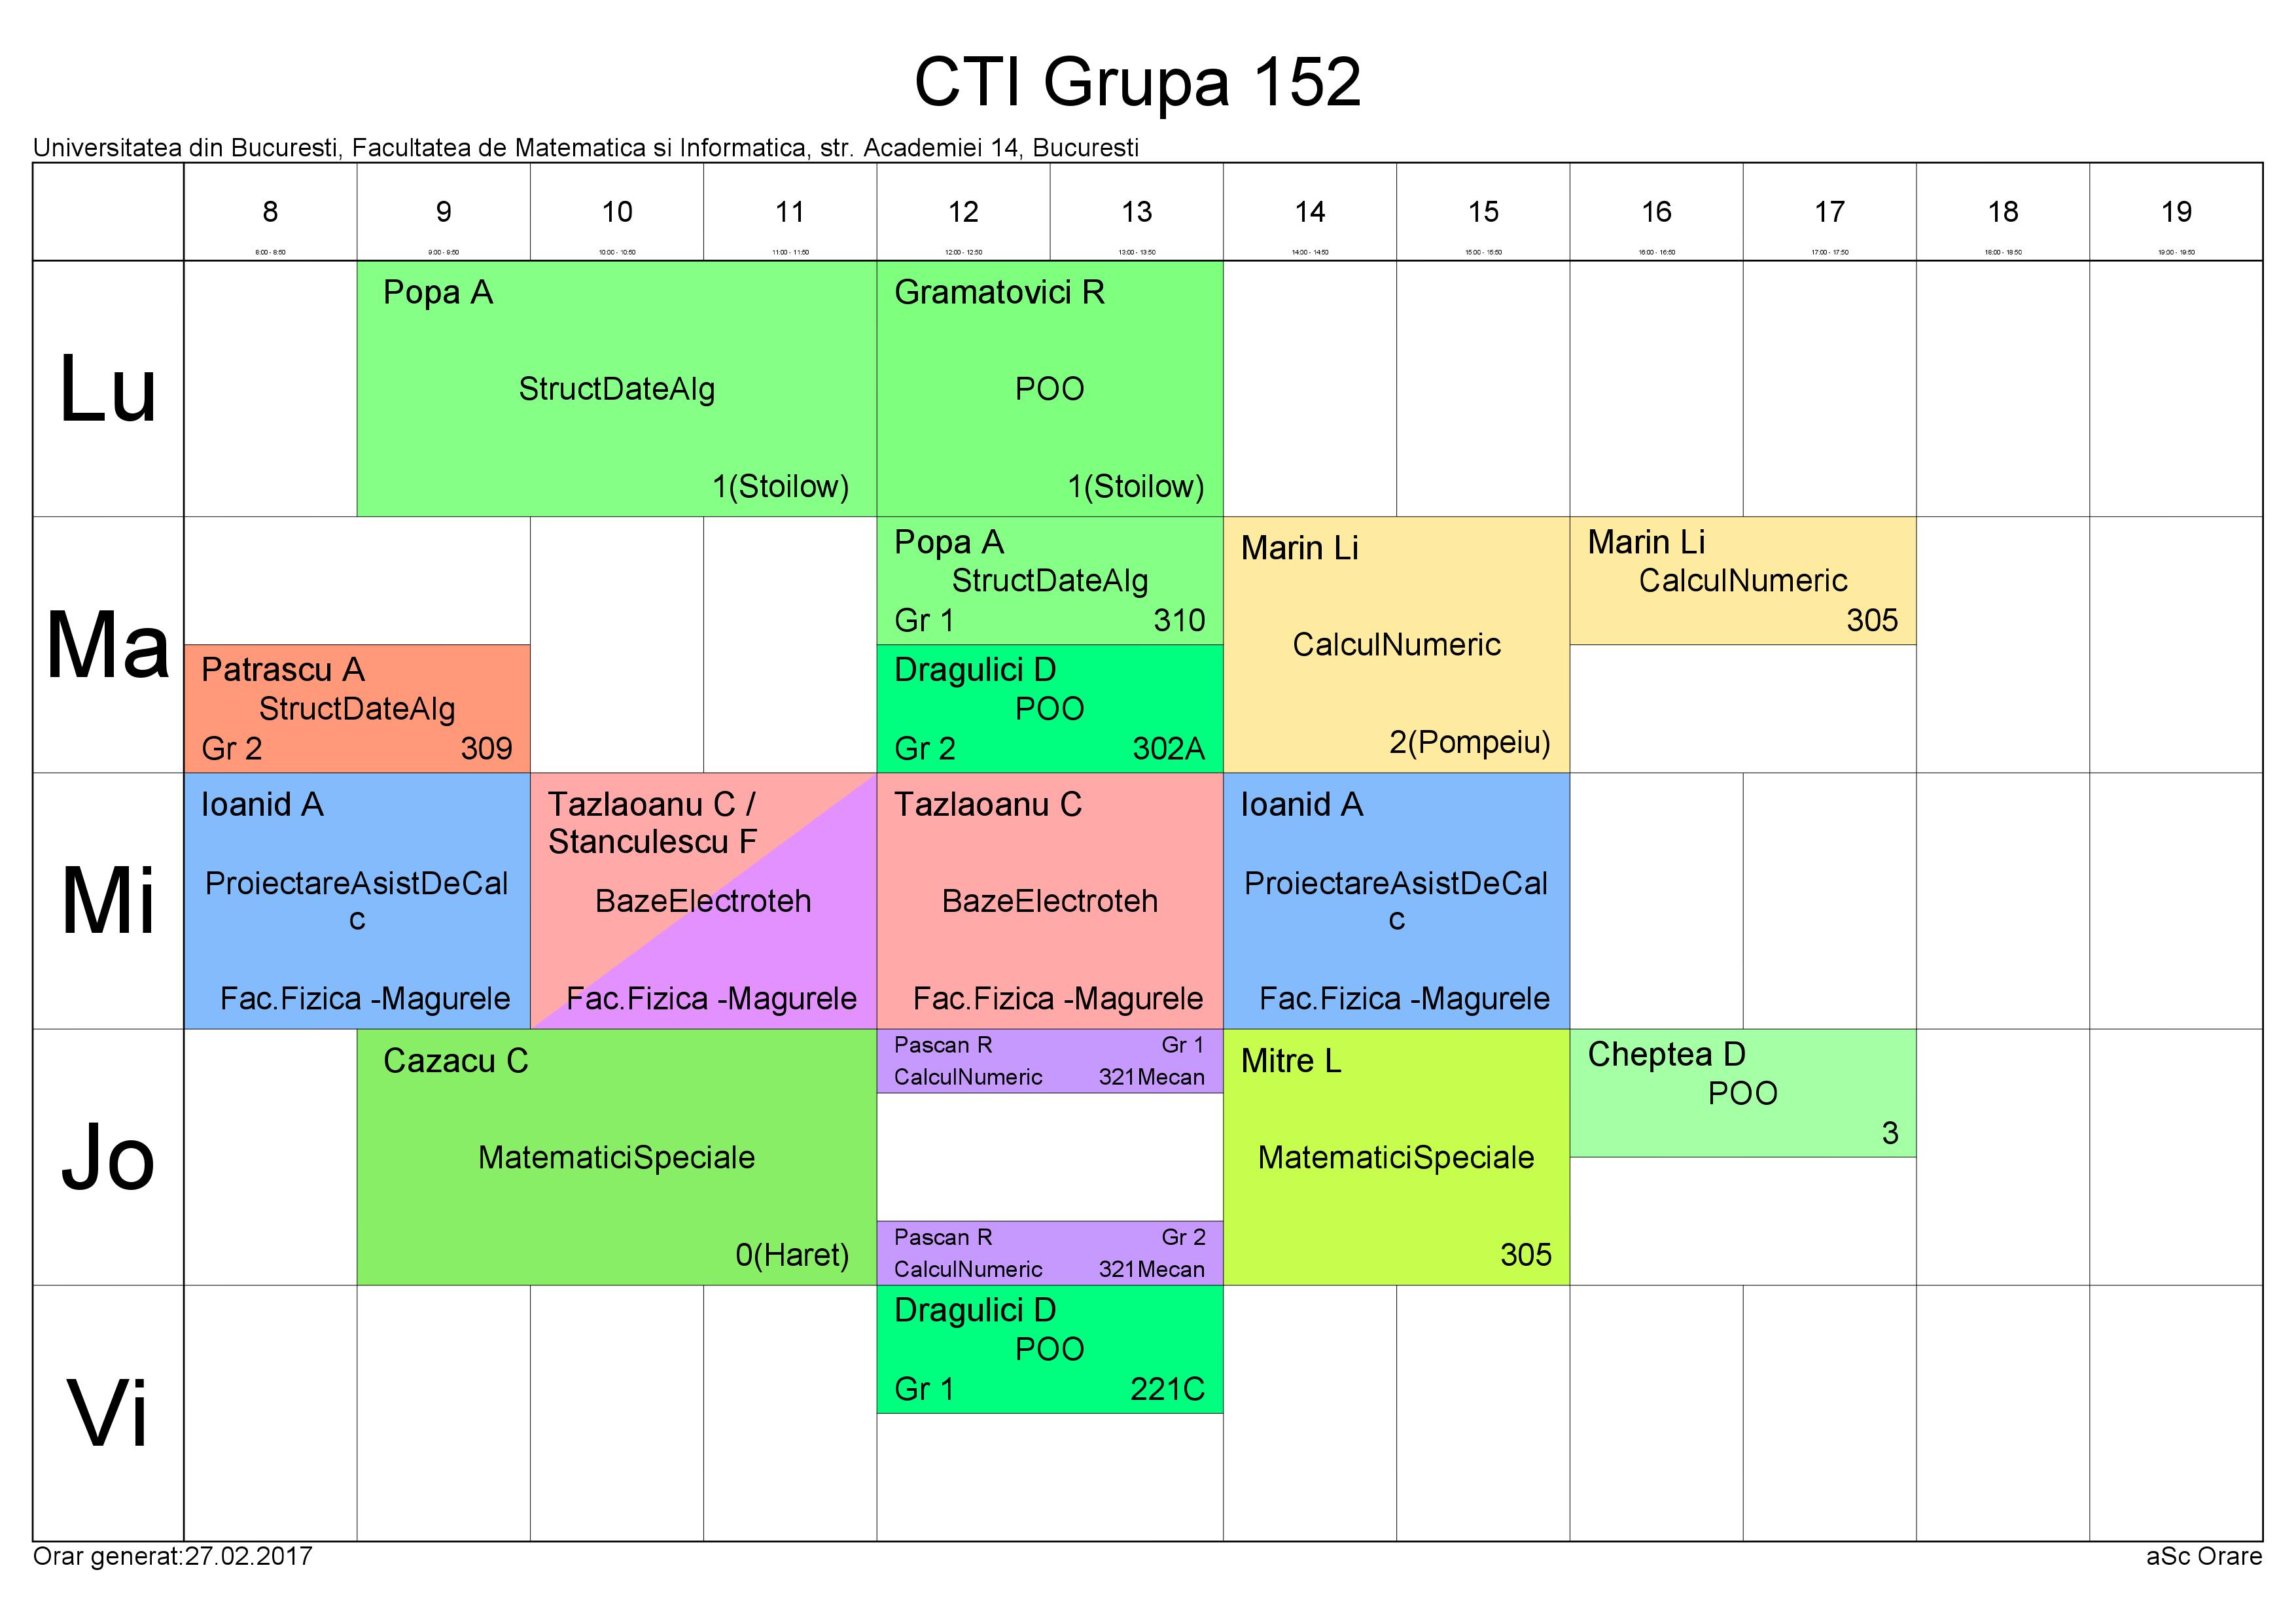 CTI Grupa 152
Universitatea din Bucuresti, Facultatea de Matematica si Informatica, str. Academiei 14, Bucuresti
8 9 10 11 12 13 14 15 16 17 18 19
8:00 - 8:50 9:00 - 9:50 10:00 - 10:50 11:00 - 11:50 12:00 - 12:50 13:00 - 13:50 14:00 - 14:50 15:00 - 15:50 16:00 - 16:50 17:00 - 17:50 18:00 - 18:50 19:00 - 19:50
Lu
Popa A
StructDateAlg
1(Stoilow)
Gramatovici R
POO
1(Stoilow)
Ma
Patrascu A
StructDateAlg
Gr 2 309
Popa A
StructDateAlg
Gr 1 310
Dragulici D
POO
Gr 2 302A
Marin Li
CalculNumeric
2(Pompeiu)
Marin Li
CalculNumeric
305
Mi
Ioanid A
ProiectareAsistDeCal
c
Fac.Fizica -Magurele
Tazlaoanu C /
Stanculescu F
BazeElectroteh
Fac.Fizica -Magurele
Tazlaoanu C
BazeElectroteh
Fac.Fizica -Magurele
Ioanid A
ProiectareAsistDeCal
c
Fac.Fizica -Magurele
Jo
Cazacu C
MatematiciSpeciale
0(Haret)
Pascan R Gr 1
CalculNumeric 321Mecan
Pascan R Gr 2
CalculNumeric 321Mecan
Mitre L
MatematiciSpeciale
305
Cheptea D
POO
3
Vi
Dragulici D
POO
Gr 1 221C
Orar generat:27.02.2017
aSc Orare